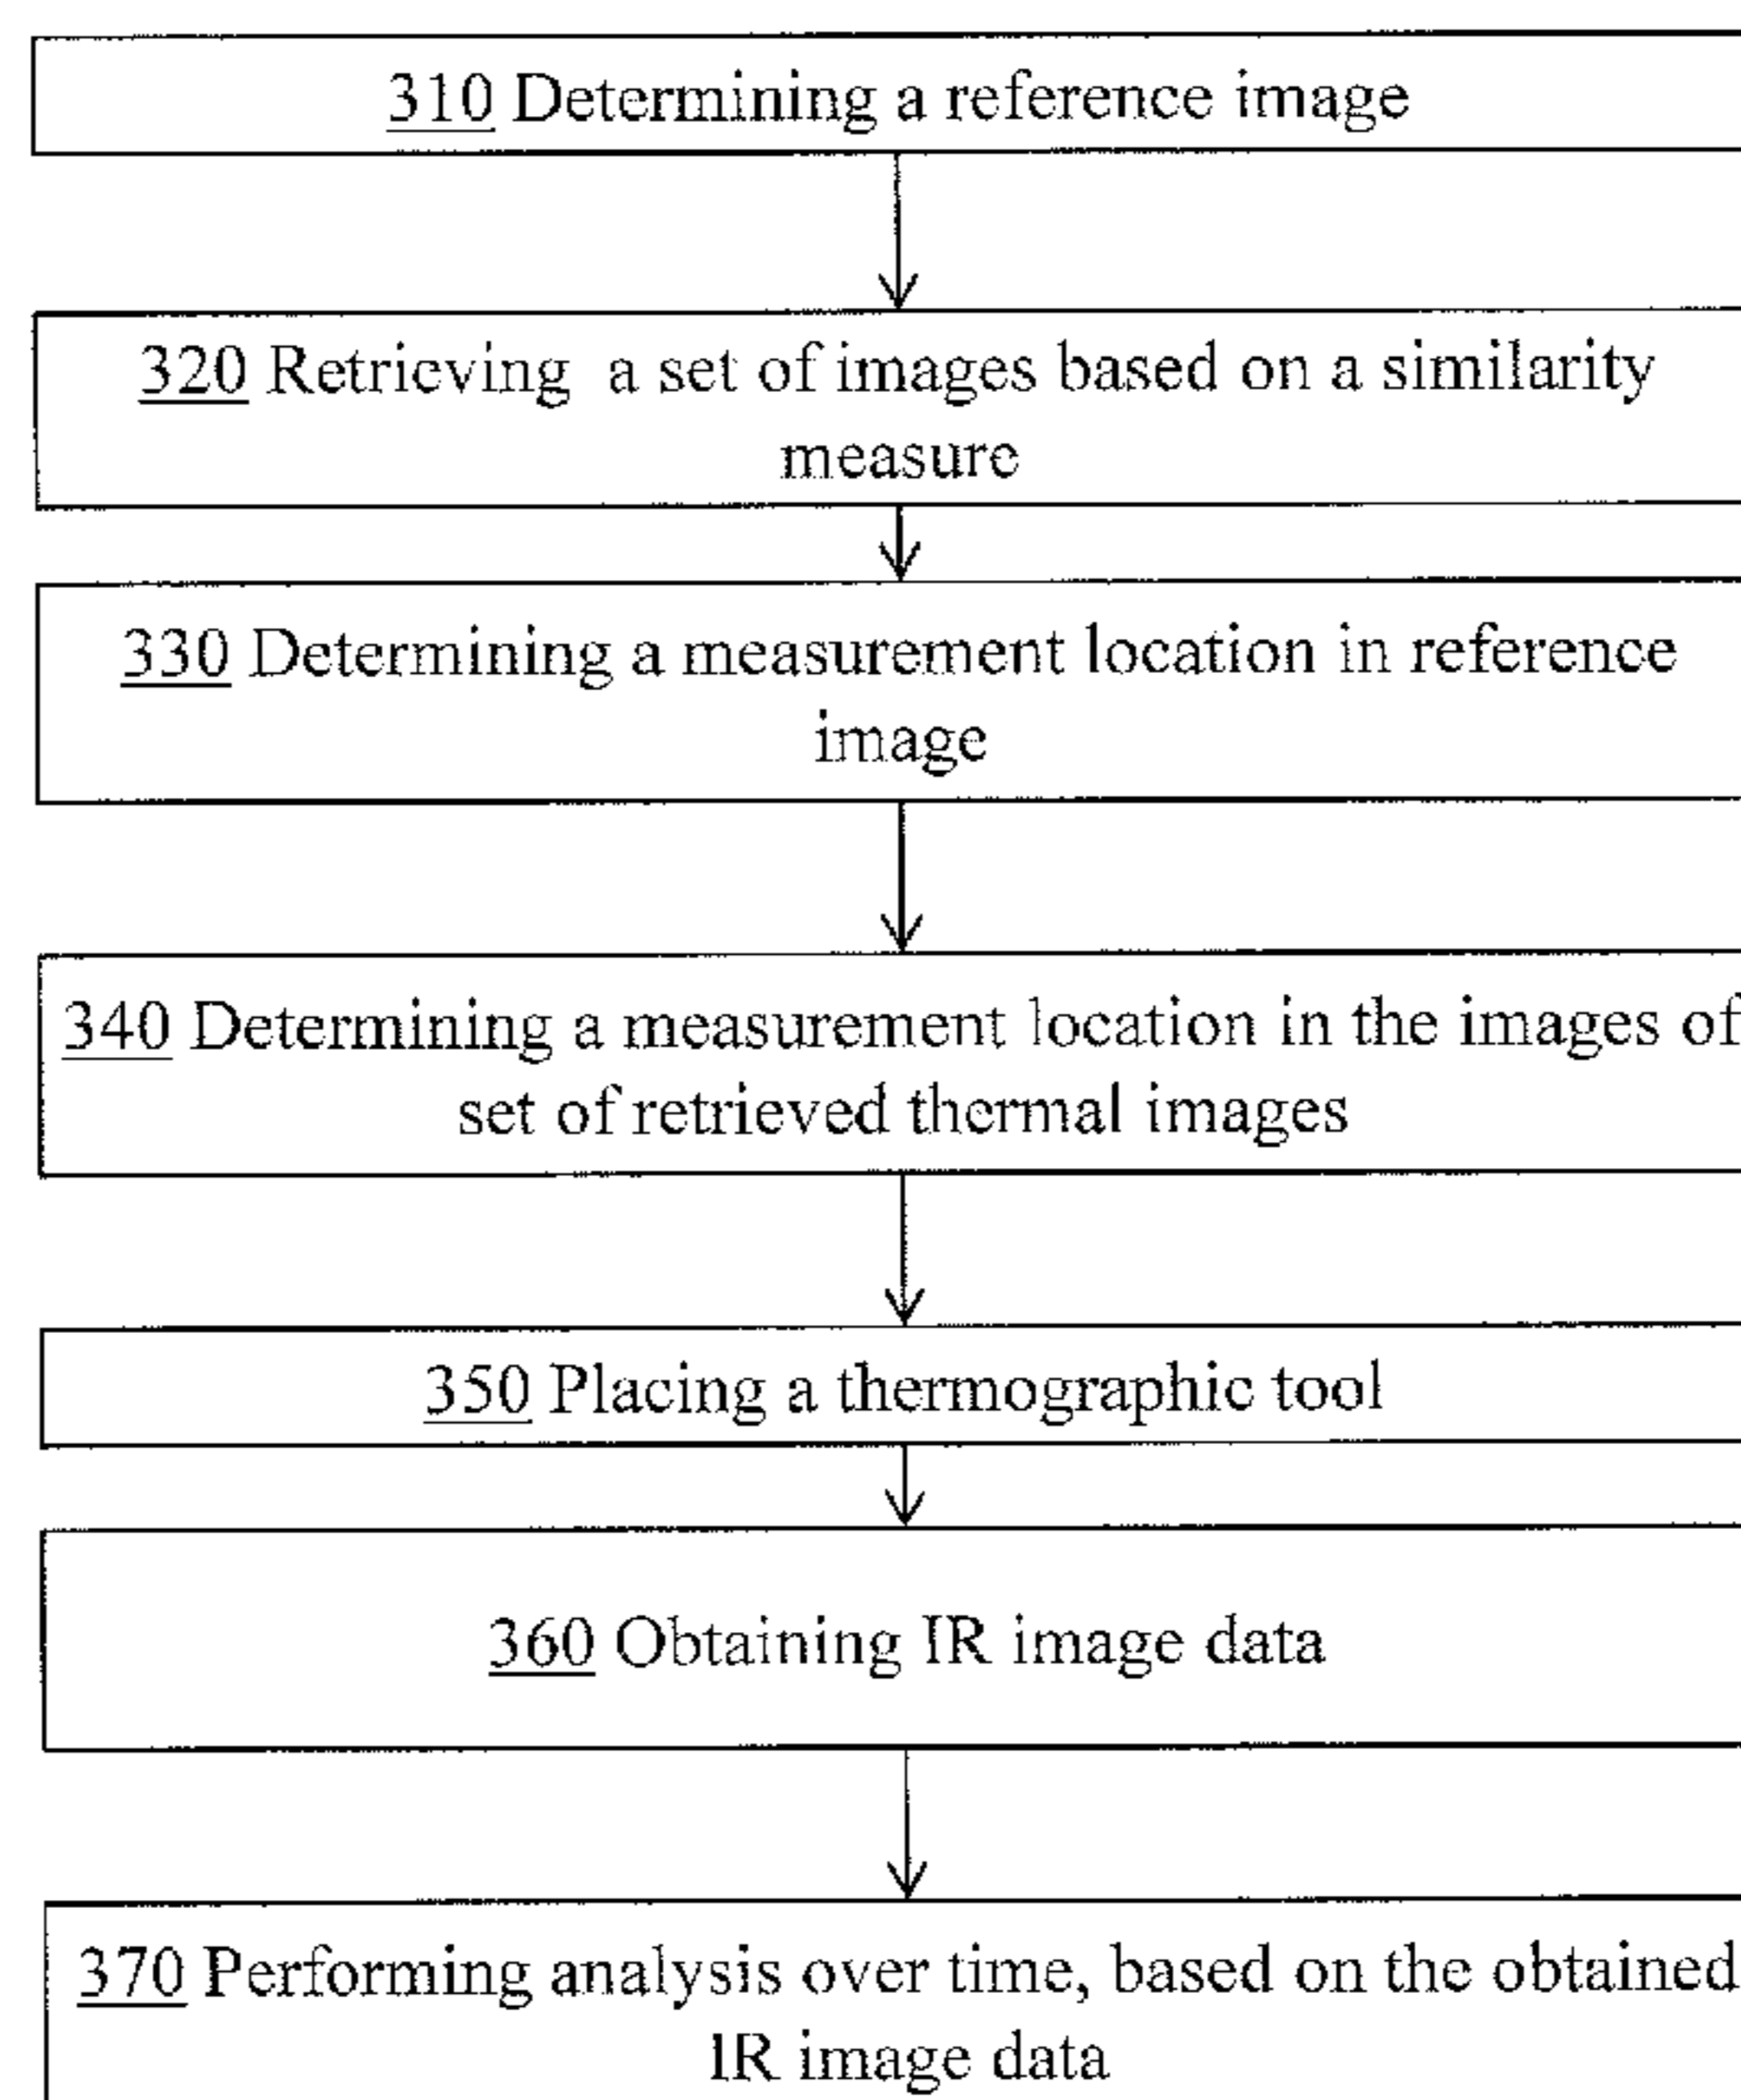 310 Determining a reference image
320 Retrieving a set of images based on a similarity
measure
330 Determining a measurement location in reference
image
340 Determining a measurement location in the images of
set of retrieved thermal images
350 Placing a thermographic tool
360 Obtaining IR image data
370 Performing analysis over time, based on the obtained
IR image data